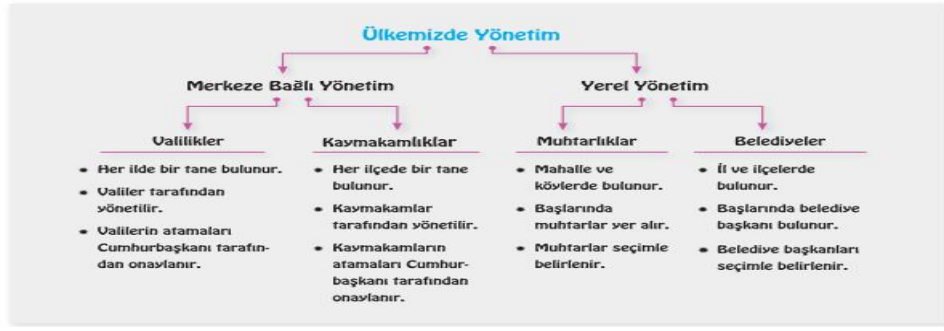 Ülkemizde Yönetim
Merkeze Bağlı Yönetim
Yerel Yönetim
Valilikler
• Her ilde bir tane bulunur.
• Valiler tarafından
yönetilir.
• Valilerin atamaları
Cumhurbaşkanı tarafın-
dan onaylanır.
Kaymakamlıklar
• Her ilçede bir tane
bulunur.
• Kaymakamlar
tarafından yönetilir.
• Kaymakamların
atamaları Cumhur-
başkanı tarafından
onaylanır.
Muhtarlıklar
• Mahalle ve
köylerde bulunur.
• Başlarında
muhtarlar yer alır.
• Muhtarlar seçimle
belirlenir.
Belediyeler
• İl ve ilçelerde
bulunur.
• Başlarında belediye
başkanı bulunur.
• Belediye başkanları
seçimle belirlenir.